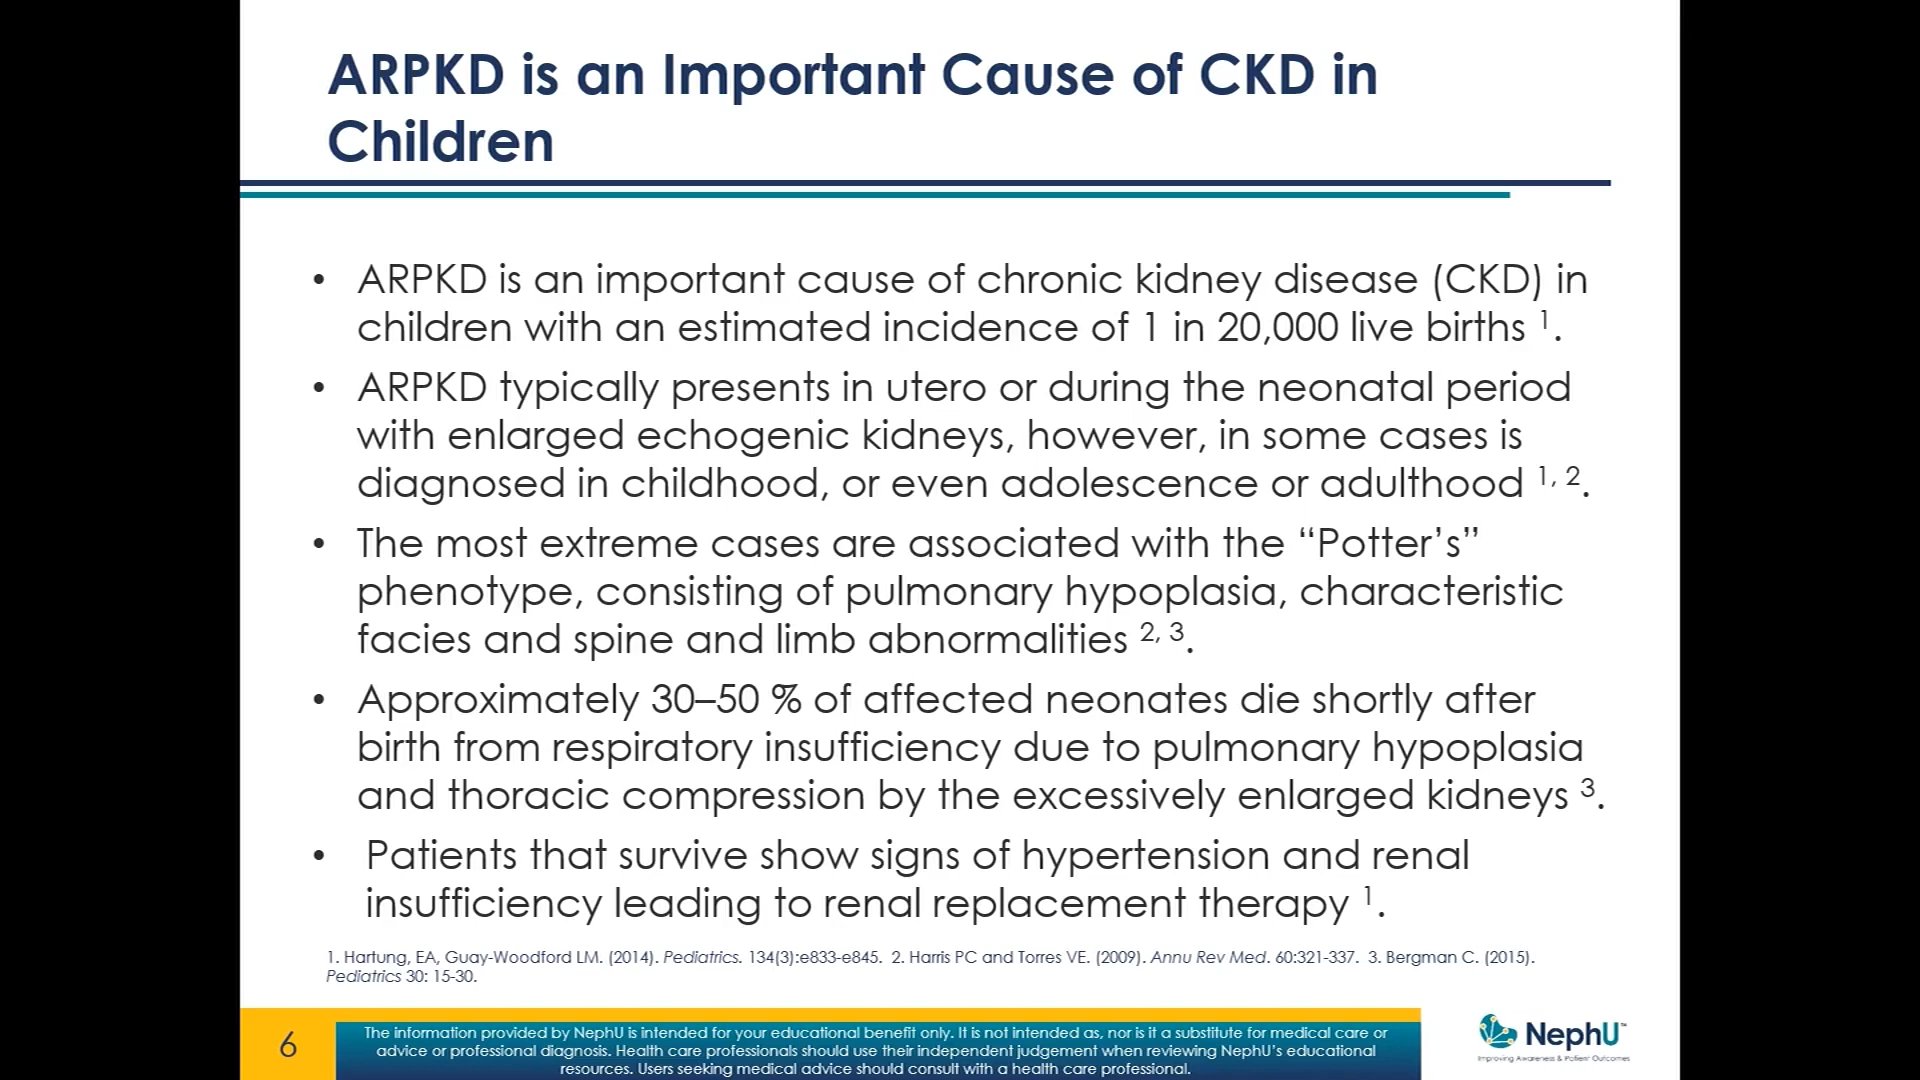 ARPKD is an Important Cause of CKD in
Children
• ARPKD is an important cause of chronic kidney disease (CKD) in
children with an estimated incidence of 1 in 20,000 live births 1.
• ARPKD typically presents in utero or during the neonatal period
with enlarged echogenic kidneys, however, in some cases is
diagnosed in childhood, or even adolescence or adulthood 1, 2.
• The most extreme cases are associated with the “Potter’s”
phenotype, consisting of pulmonary hypoplasia, characteristic
facies and spine and limb abnormalities 2, 3.
• Approximately 30–50 % of affected neonates die shortly after
birth from respiratory insufficiency due to pulmonary hypoplasia
and thoracic compression by the excessively enlarged kidneys 3.
• Patients that survive show signs of hypertension and renal
insufficiency leading to renal replacement therapy 1.
1. Hartung, EA, Guay-Woodford LM. (2014). Pediatrics. 134(3):e833-e845. 2. Harris PC and Torres VE. (2009). Annu Rev Med. 60:321-337. 3. Bergman C. (2015).
Pediatrics 30: 15-30.
6
The information provided by NephU is intended for your educational benefit only. It is not intended as, nor is it a substitute for medical care or
advice or professional diagnosis. Health care professionals should use their independent judgement when reviewing NephU’s educational
resources. Users seeking medical advice should consult with a health care professional.
NephU™
Improving Awareness & Patient Outcomes